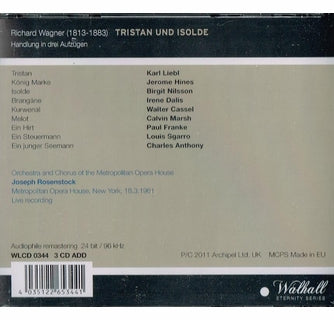 Richard Wagner (1813-1883) TRISTAN UND ISOLDE
Handlung in drei Aufzügen
Tristan Karl Liebl
König Marke Jerome Hines
Isolde Birgit Nilsson
Brangäne Irene Dalis
Kurwenal Walter Cassel
Melot Calvin Marsh
Ein Hirt Paul Franke
Ein Steuermann Louis Sgarro
Ein junger Seemann Charles Anthony
Orchestra and Chorus of the Metropolitan Opera House
Joseph Rosenstock
Metropolitan Opera House, New York, 18.3.1961
Live recording
Audiophile remastering 24 bit / 96 kHz
WLCD 0344 3 CD ADD P/C 2011 Archipel Ltd. UK MCPS Made in EU
4 035122 653441
Walhall
ETERNITY SERIES